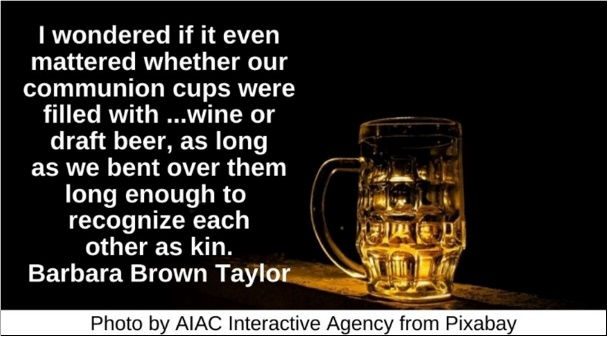 I wondered if it even
mattered whether our
communion cups were
filled with ...wine or
draft beer, as long
as we bent over them
long enough to
recognize each
other as kin.
Barbara Brown Taylor
Photo by AIAC Interactive Agency from Pixabay